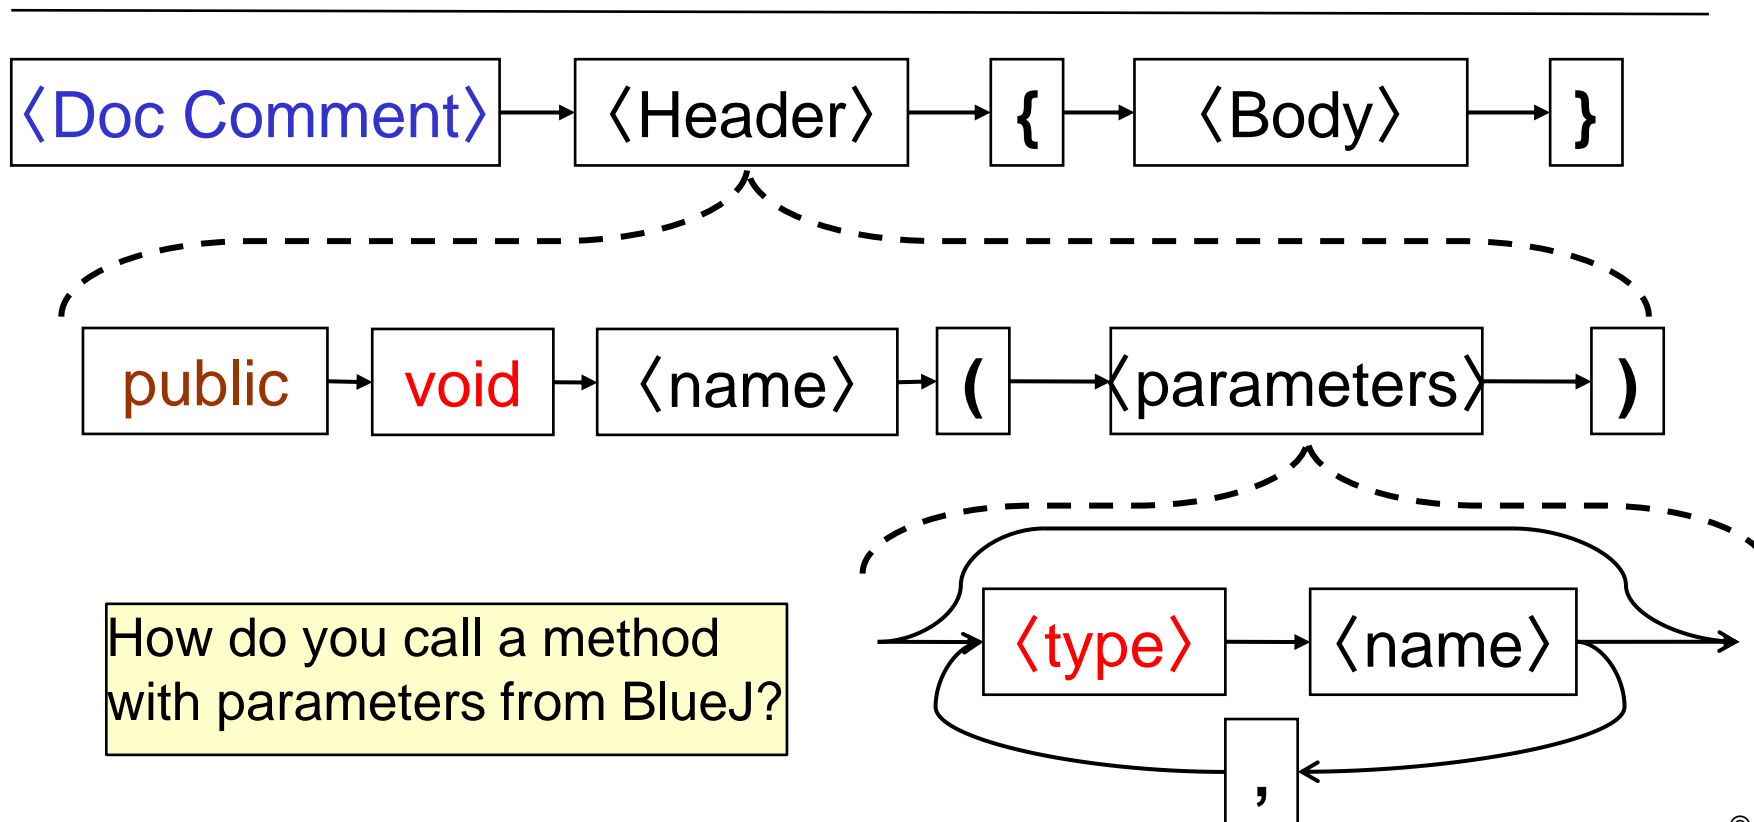 〈Doc Comment〉 〈Header〉 { 〈Body〉 }
public void 〈name〉 ( 〈parameters〉 )
〈type〉 〈name〉
,
How do you call a method
with parameters from BlueJ?